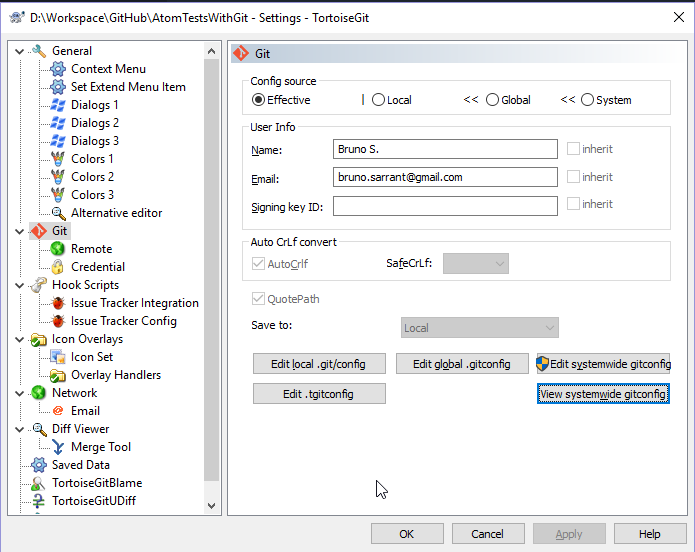 D:\Workspace\GitHub\AtomTestsWithGit - Settings - TortoiseGit
General
Context Menu
Set Extend Menu Item
Dialogs 1
Dialogs 2
Dialogs 3
Colors 1
Colors 2
Colors 3
Alternative editor
Git
Remote
Credential
Hook Scripts
Issue Tracker Integration
Issue Tracker Config
Icon Overlays
Icon Set
Overlay Handlers
Network
Email
Diff Viewer
Merge Tool
Saved Data
TortoiseGitBlame
TortoiseGitUDiff
Git
Config source
Effective | Local << Global << System
User Info
Name: Bruno S. inherit
Email: bruno.sarrant@gmail.com inherit
Signing key ID: inherit
Auto CrLf convert
AutoCrlf SafeCrLf:
QuotePath
Save to: Local
Edit local .git/config Edit global .gitconfig Edit systemwide gitconfig
Edit .tgitconfig View systemwide gitconfig
OK Cancel Apply Help